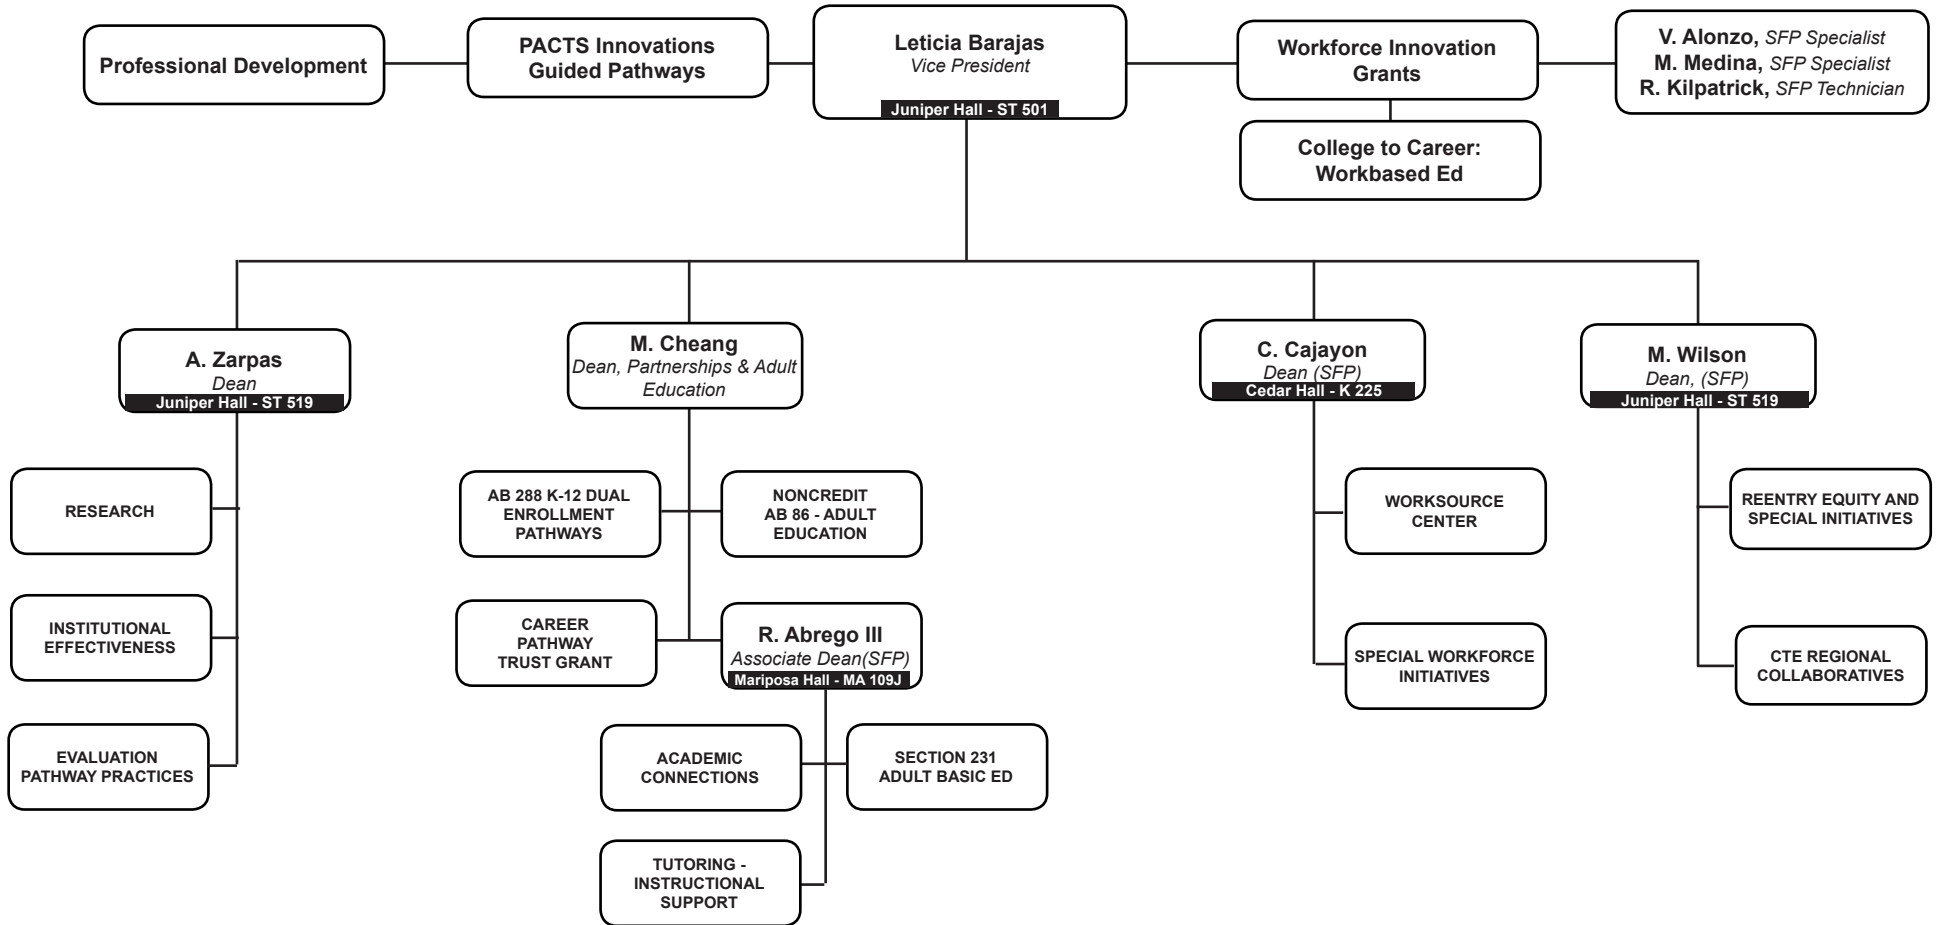 Professional Development
PACTS Innovations
Guided Pathways
Leticia Barajas
Vice President
Juniper Hall - ST 501
Workforce Innovation
Grants
V. Alonzo, SFP Specialist
M. Medina, SFP Specialist
R. Kilpatrick, SFP Technician
College to Career:
Workbased Ed
A. Zarpas
Dean
Juniper Hall - ST 519
M. Cheang
Dean, Partnerships & Adult
Education
C. Cajayon
Dean (SFP)
Cedar Hall - K 225
M. Wilson
Dean, (SFP)
Juniper Hall - ST 519
RESEARCH
INSTITUTIONAL
EFFECTIVENESS
EVALUATION
PATHWAY PRACTICES
AB 288 K-12 DUAL
ENROLLMENT
PATHWAYS
NONCREDIT
AB 86 - ADULT
EDUCATION
CAREER
PATHWAY
TRUST GRANT
R. Abrego III
Associate Dean(SFP)
Mariposa Hall - MA 109J
ACADEMIC
CONNECTIONS
SECTION 231
ADULT BASIC ED
TUTORING -
INSTRUCTIONAL
SUPPORT
WORKSOURCE
CENTER
SPECIAL WORKFORCE
INITIATIVES
REENTRY EQUITY AND
SPECIAL INITIATIVES
CTE REGIONAL
COLLABORATIVES